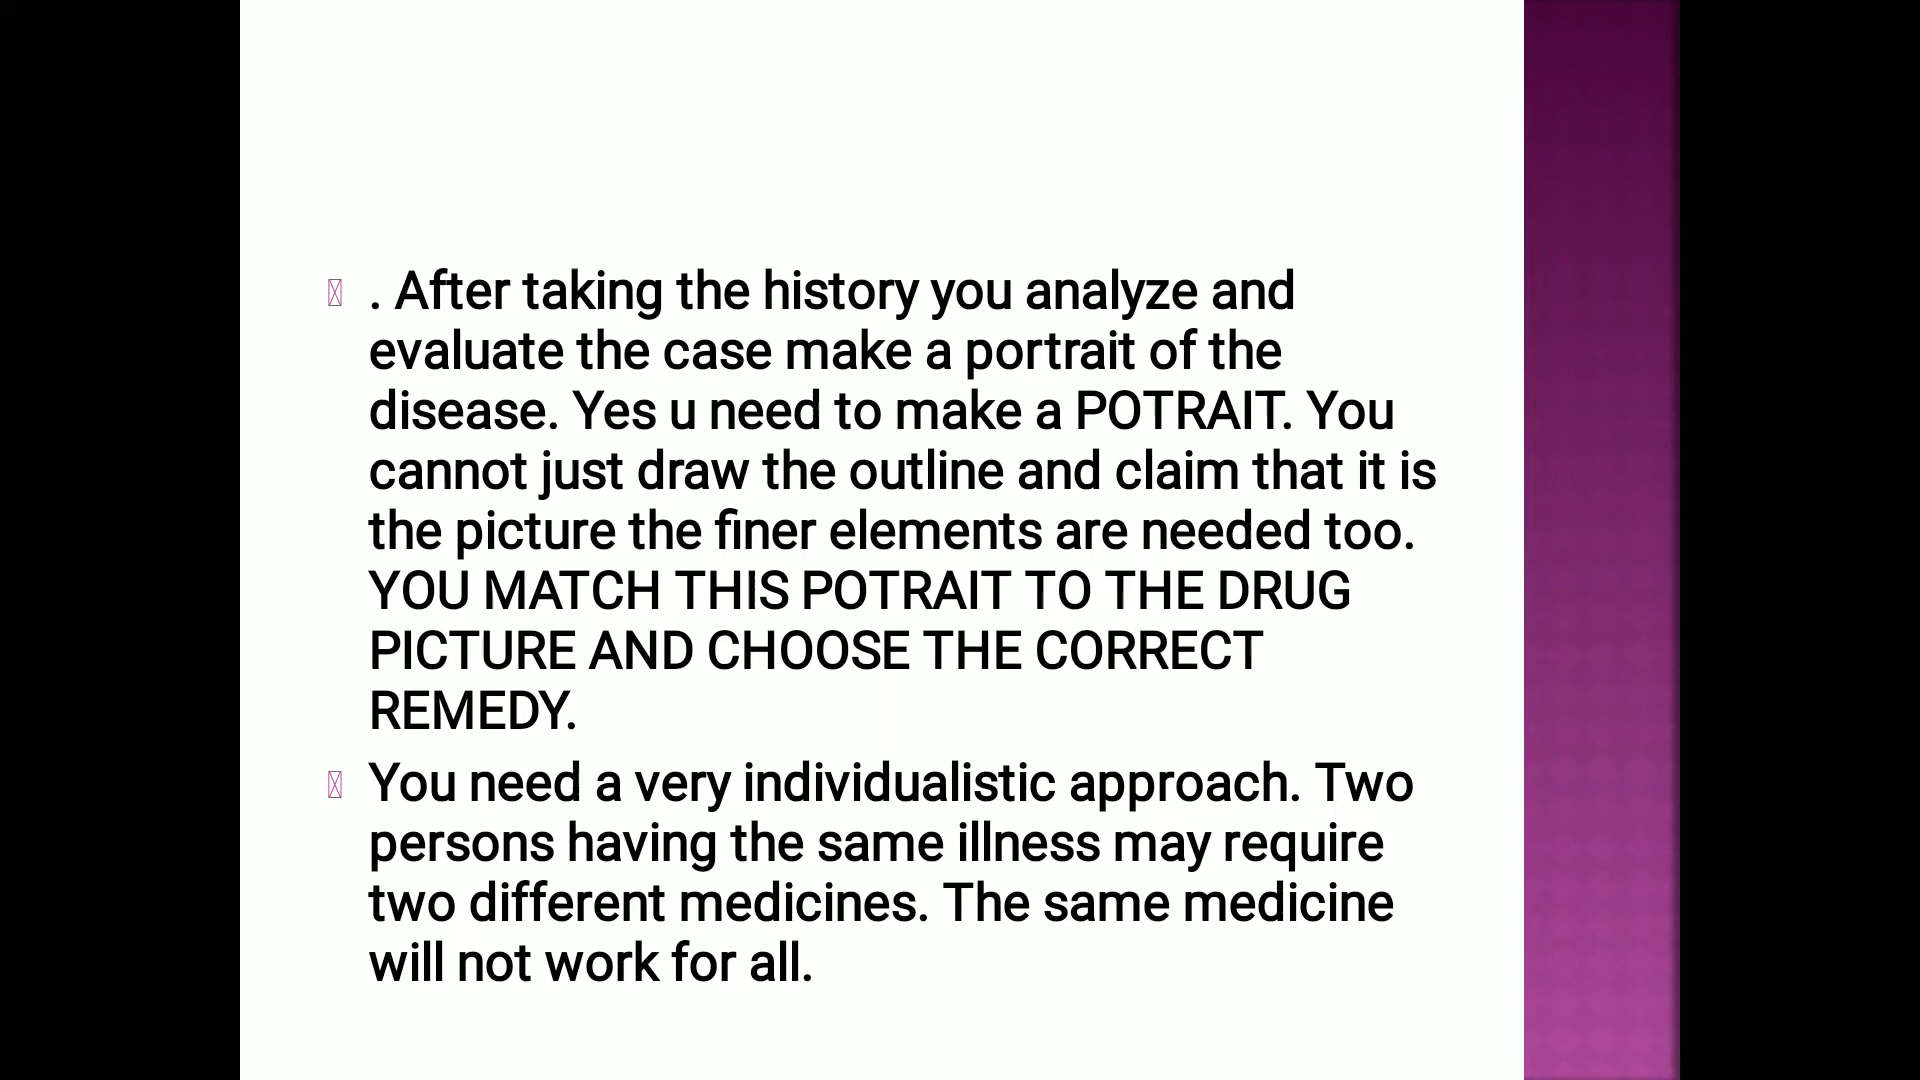 . After taking the history you analyze and
evaluate the case make a portrait of the
disease. Yes u need to make a POTRAIT. You
cannot just draw the outline and claim that it is
the picture the finer elements are needed too.
YOU MATCH THIS POTRAIT TO THE DRUG
PICTURE AND CHOOSE THE CORRECT
REMEDY.
You need a very individualistic approach. Two
persons having the same illness may require
two different medicines. The same medicine
will not work for all.